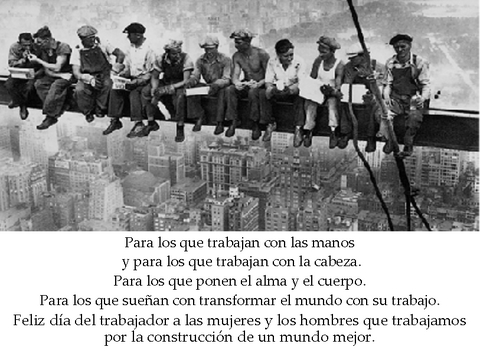 Para los que trabajan con las manos
y para los que trabajan con la cabeza.
Para los que ponen el alma y el cuerpo.
Para los que sueñan con transformar el mundo con su trabajo.
Feliz día del trabajador a las mujeres y los hombres que trabajamos
por la construcción de un mundo mejor.